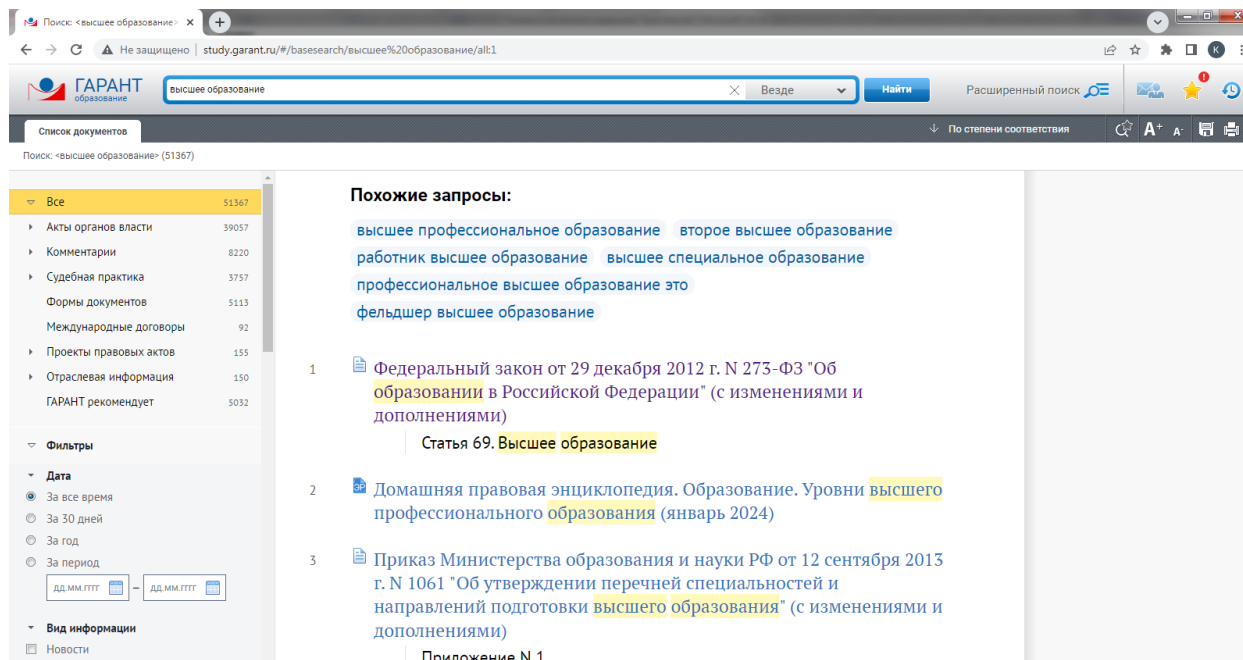 Поиск: <высшее образование>
Не защищено | study.garant.ru/#/basesearch/высшее%20образование/all:1
К
ГАРАНТ
образование
высшее образование
Везде
Найти
Расширенный поиск
Список документов
По степени соответствия
A+ A-
Поиск: <высшее образование> (51367)
Все 51367
Акты органов власти 39057
Комментарии 8220
Судебная практика 3757
Формы документов 5113
Международные договоры 92
Проекты правовых актов 155
Отраслевая информация 150
ГАРАНТ рекомендует 5032
Фильтры
Дата
За все время
За 30 дней
За год
За период
дд.мм.гггг – дд.мм.гггг
Вид информации
Новости
Похожие запросы:
высшее профессиональное образование второе высшее образование
работник высшее образование высшее специальное образование
профессиональное высшее образование это
фельдшер высшее образование
1 Федеральный закон от 29 декабря 2012 г. N 273-ФЗ "Об
образовании в Российской Федерации" (с изменениями и
дополнениями)
Статья 69. Высшее образование
2 ЭР Домашняя правовая энциклопедия. Образование. Уровни высшего
профессионального образования (январь 2024)
3 Приказ Министерства образования и науки РФ от 12 сентября 2013
г. N 1061 "Об утверждении перечней специальностей и
направлений подготовки высшего образования" (с изменениями и
дополнениями)
Приложение N 1